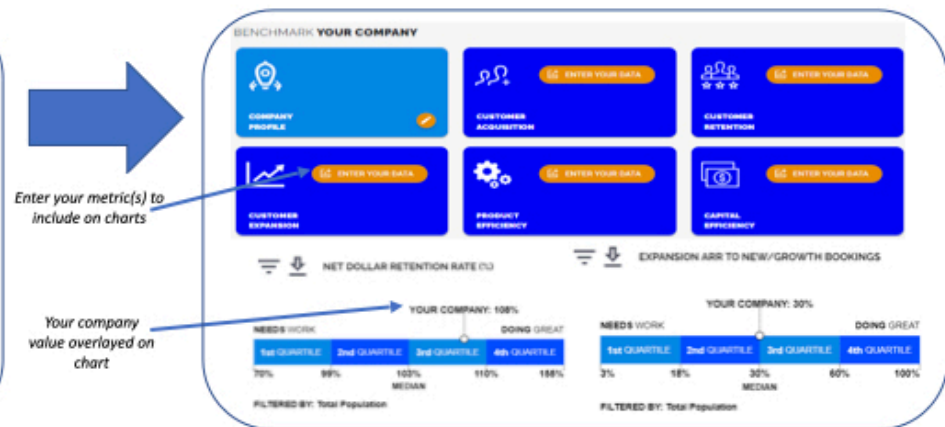 BENCHMARK YOUR COMPANY
COMPANY
PROFILE
ENTER YOUR DATA
CUSTOMER
ACQUISITION
ENTER YOUR DATA
CUSTOMER
RETENTION
Enter your metric(s) to
include on charts
ENTER YOUR DATA
CUSTOMER
EXPANSION
ENTER YOUR DATA
PRODUCT
EFFICIENCY
ENTER YOUR DATA
CAPITAL
EFFICIENCY
NET DOLLAR RETENTION RATE (%)
EXPANSION ARR TO NEW/GROWTH BOOKINGS
Your company
value overlayed on
chart
YOUR COMPANY: 108%
NEEDS WORK DOING GREAT
1st QUARTILE 2nd QUARTILE 3rd QUARTILE 4th QUARTILE
70% 99% 103% 110% 188%
MEDIAN
FILTERED BY: Total Population
YOUR COMPANY: 30%
NEEDS WORK DOING GREAT
1st QUARTILE 2nd QUARTILE 3rd QUARTILE 4th QUARTILE
3% 18% 30% 60% 100%
MEDIAN
FILTERED BY: Total Population